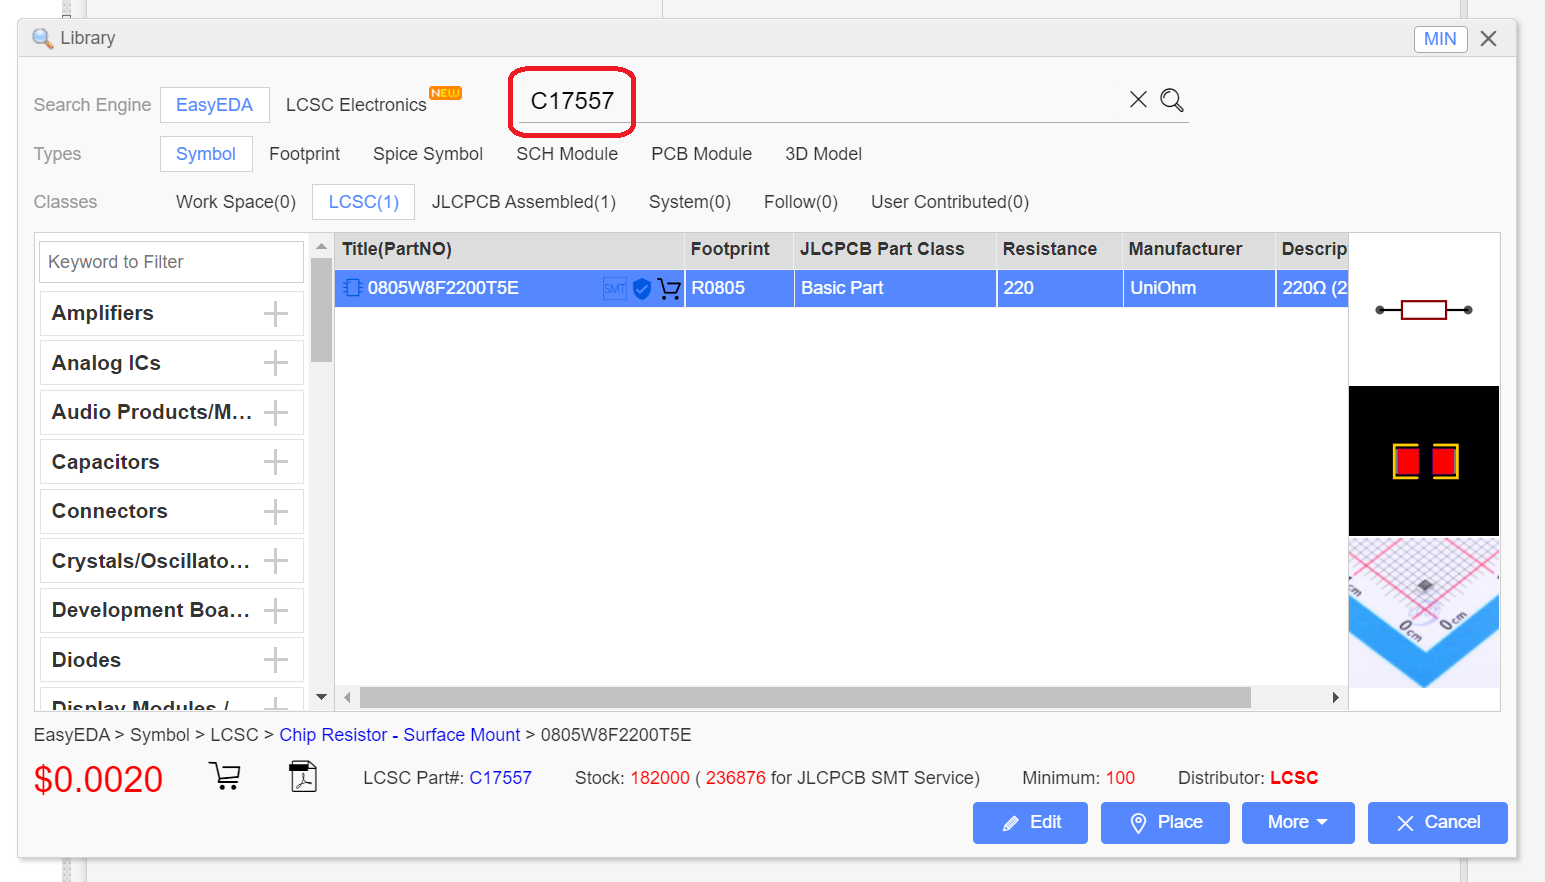 Library
MIN
Search Engine EasyEDA LCSC Electronics NEW C17557
Types Symbol Footprint Spice Symbol SCH Module PCB Module 3D Model
Classes Work Space(0) LCSC(1) JLCPCB Assembled(1) System(0) Follow(0) User Contributed(0)
Keyword to Filter
Amplifiers
Analog ICs
Audio Products/M...
Capacitors
Connectors
Crystals/Oscillato...
Development Boa...
Diodes
Display Modules /
Title(PartNO) Footprint JLCPCB Part Class Resistance Manufacturer Descrip
0805W8F2200T5E SMT R0805 Basic Part 220 UniOhm 220Ω (2
cm 0cm 0cm
EasyEDA > Symbol > LCSC > Chip Resistor - Surface Mount > 0805W8F2200T5E
$0.0020 LCSC Part#: C17557 Stock: 182000 ( 236876 for JLCPCB SMT Service) Minimum: 100 Distributor: LCSC
Edit Place More Cancel